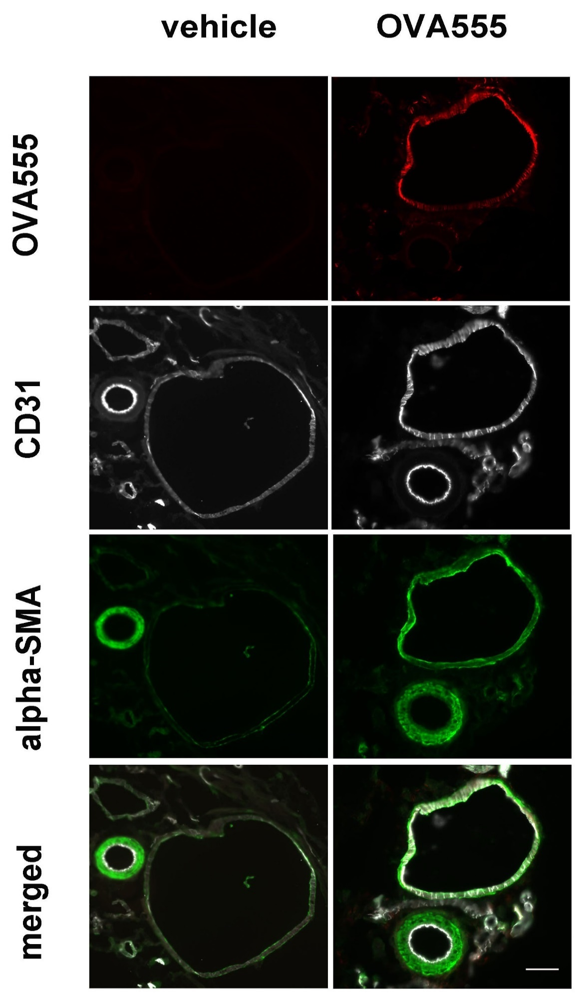 vehicle
OVA555
OVA555
CD31
alpha-SMA
merged